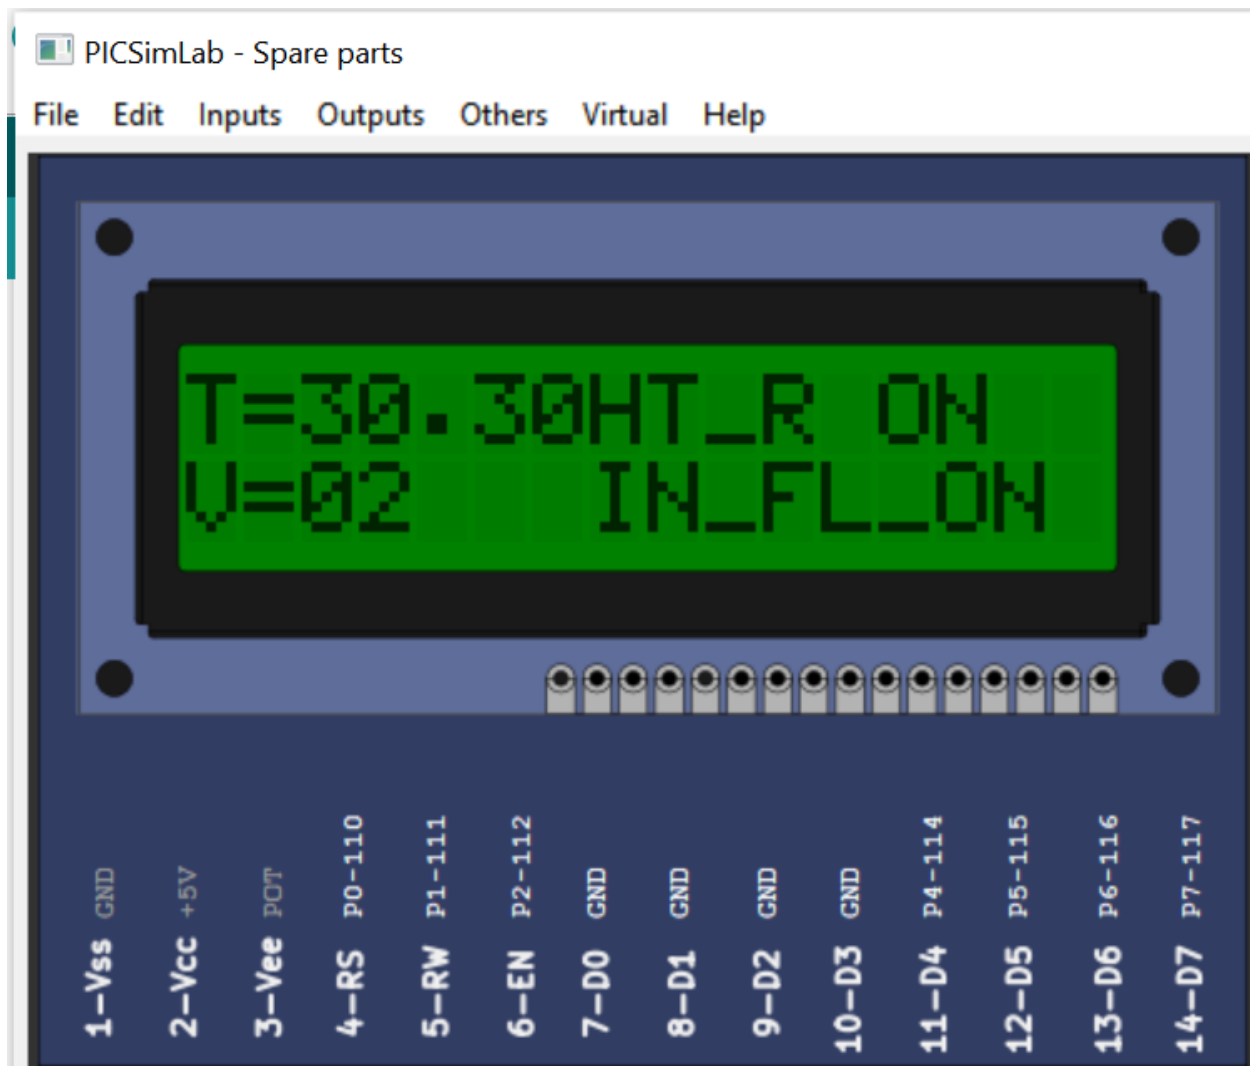 PICSimLab - Spare parts
File Edit Inputs Outputs Others Virtual Help
T=30.30HT_R ON
V=02   IN_FL_ON
1-Vss GND
2-Vcc +5V
3-Vee POT
4-RS P0-110
5-RW P1-111
6-EN P2-112
7-D0 GND
8-D1 GND
9-D2 GND
10-D3 GND
11-D4 P4-114
12-D5 P5-115
13-D6 P6-116
14-D7 P7-117